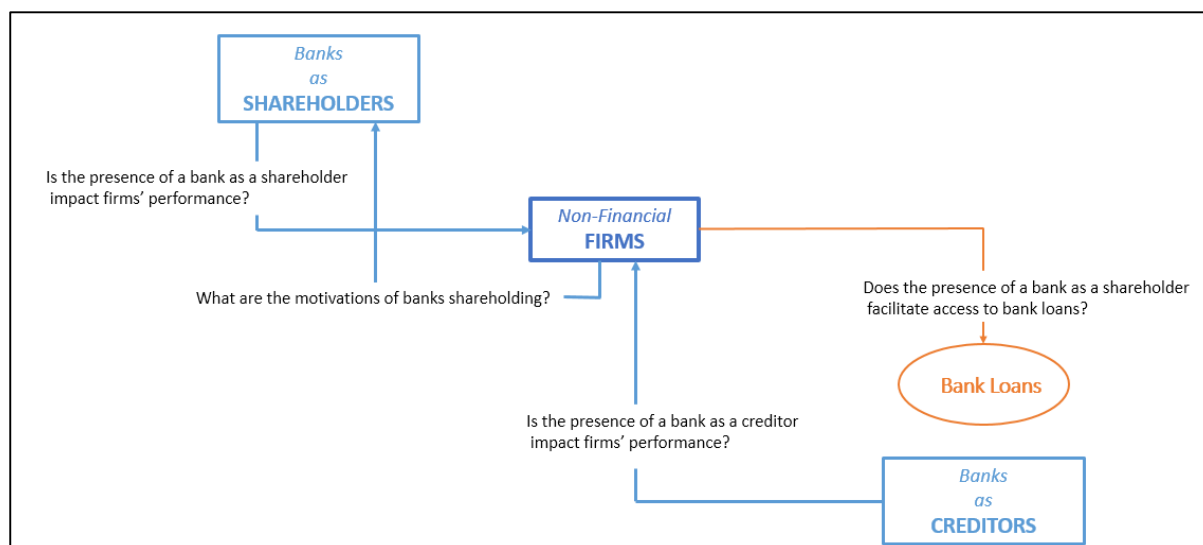 Banks
as
SHAREHOLDERS
Is the presence of a bank as a shareholder
impact firms’ performance?
Non-Financial
FIRMS
What are the motivations of banks shareholding?
Does the presence of a bank as a shareholder
facilitate access to bank loans?
Bank Loans
Is the presence of a bank as a creditor
impact firms’ performance?
Banks
as
CREDITORS